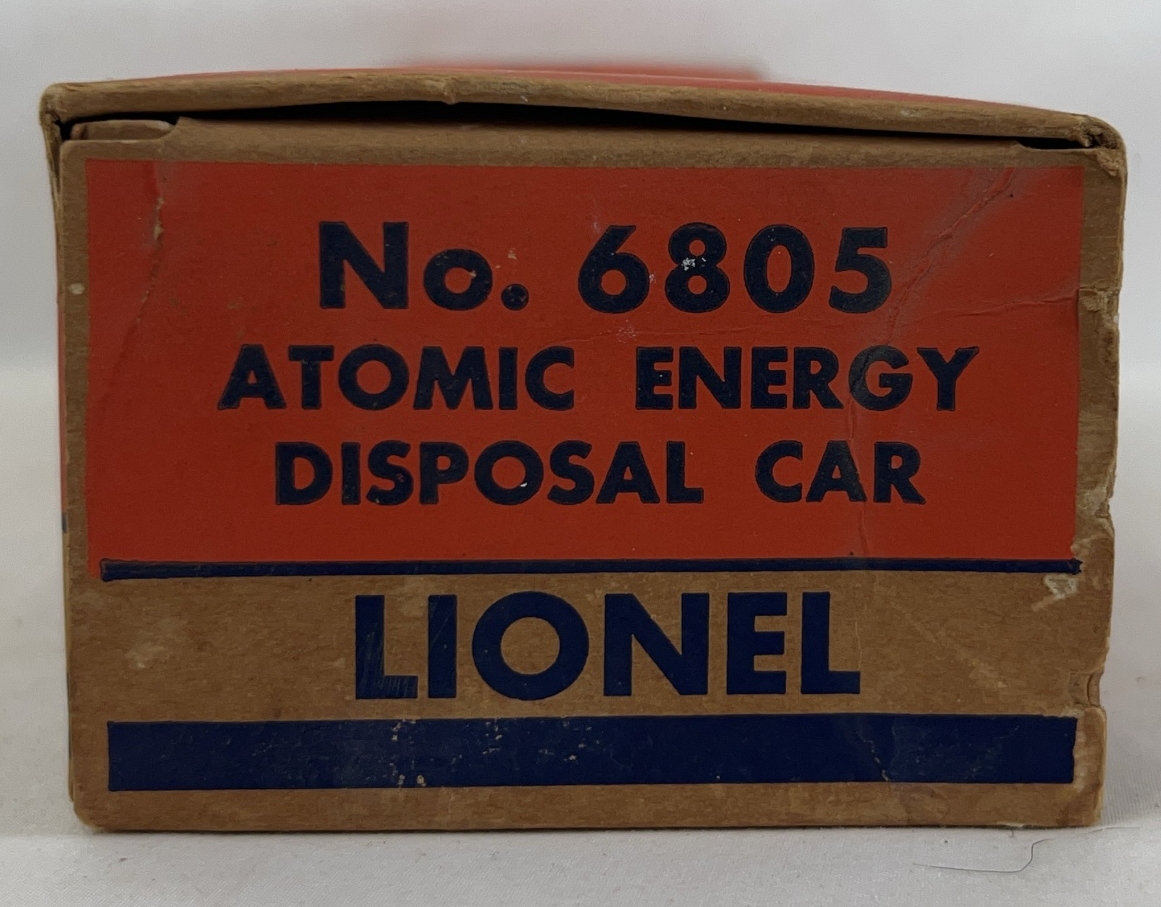 No. 6805
ATOMIC ENERGY
DISPOSAL CAR
LIONEL